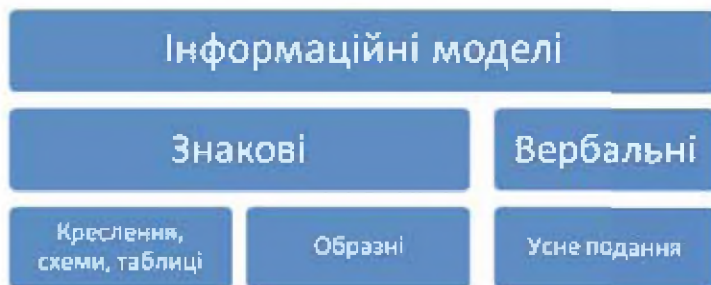 Інформаційні моделі
Знакові
Вербальні
Креслення,
схеми, таблиці
Образні
Усне подання